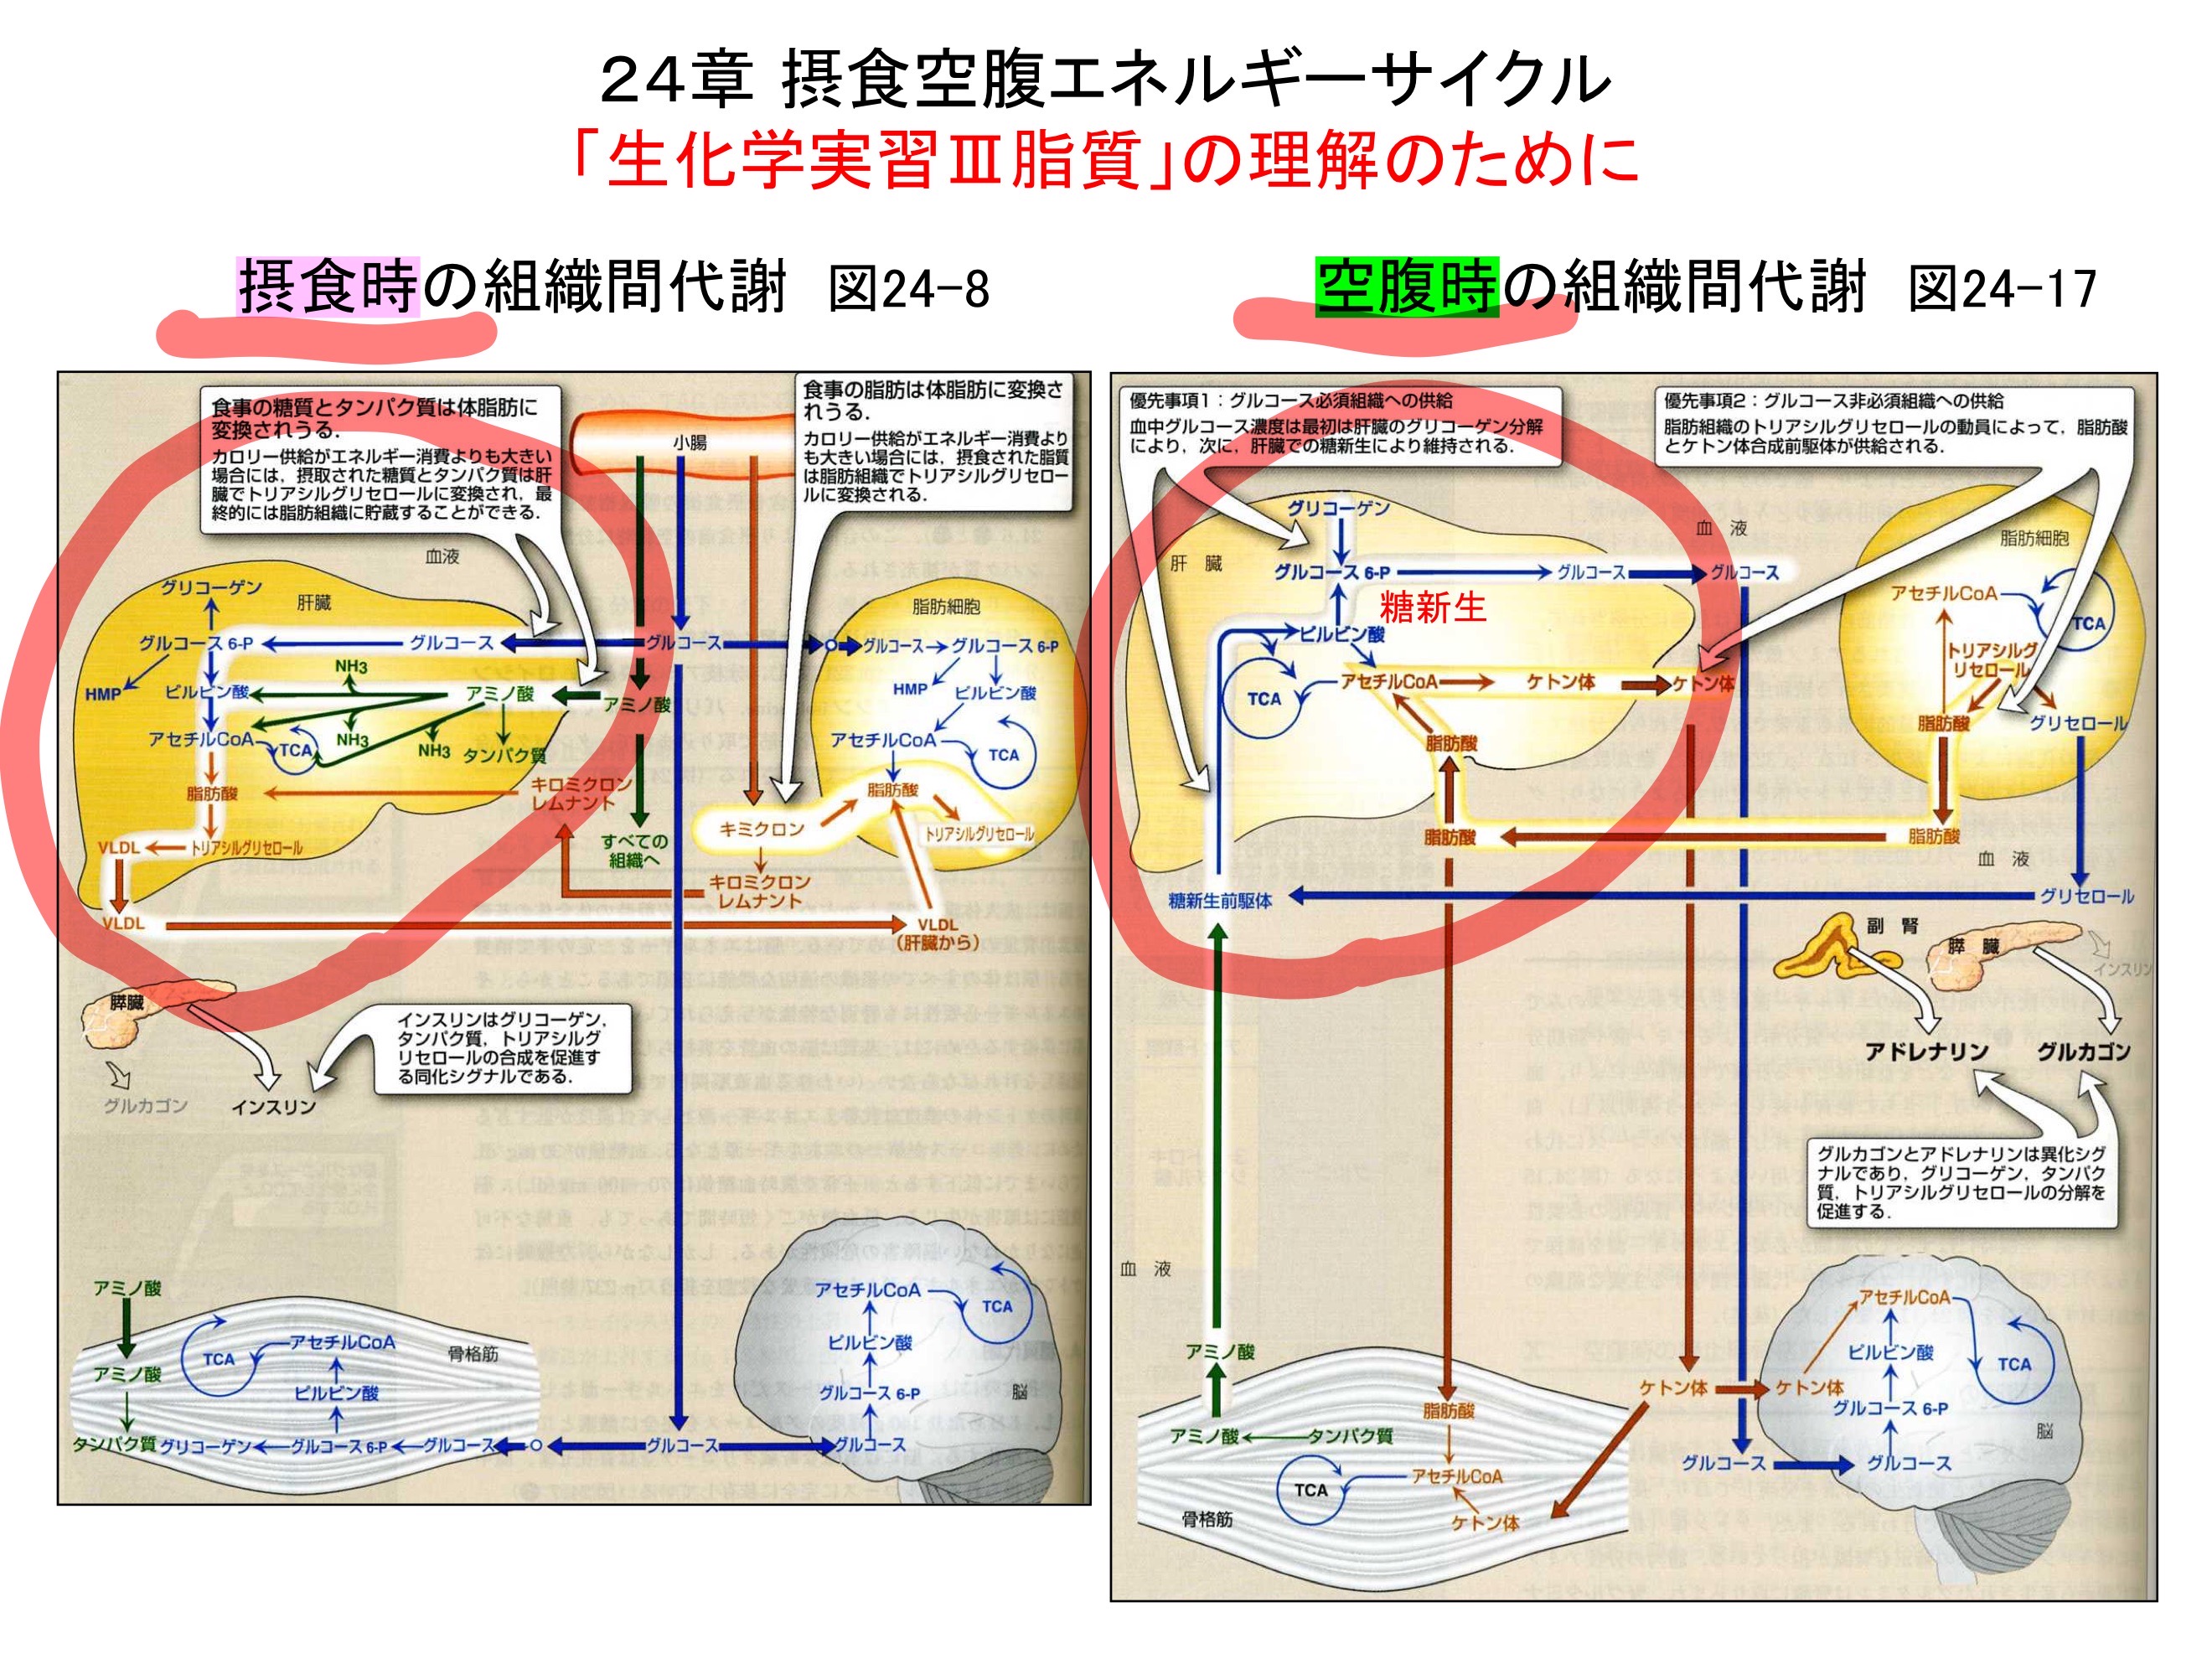 24章 摂食空腹エネルギーサイクル
「生化学実習Ⅲ脂質」の理解のために
摂食時の組織間代謝 図24-8
食事の糖質とタンパク質は体脂肪に
変換されうる.
カロリー供給がエネルギー消費よりも大きい
場合には，摂取された糖質とタンパク質は肝
臓でトリアシルグリセロールに変換され，最
終的には脂肪組織に貯蔵することができる.
小腸
食事の脂肪は体脂肪に変換さ
れうる.
カロリー供給がエネルギー消費より
も大きい場合には，摂食された脂質
は脂肪組織でトリアシルグリセロー
ルに変換される.
血液
グリコーゲン
肝臓
脂肪細胞
グルコース 6-P
グルコース
グルコース
グルコース
グルコース 6-P
HMP
ピルビン酸
NH3
アミノ酸
アミノ酸
HMP
ピルビン酸
アセチルCoA
TCA
NH3
NH3
タンパク質
アセチルCoA
TCA
脂肪酸
キロミクロン
レムナント
脂肪酸
VLDL
トリアシルグリセロール
すべての
組織へ
キミクロン
トリアシルグリセロール
キロミクロン
レムナント
VLDL
VLDL
(肝臓から)
膵臓
インスリンはグリコーゲン,
タンパク質，トリアシルグ
リセロールの合成を促進す
る同化シグナルである.
グルカゴン
インスリン
アミノ酸
アミノ酸
タンパク質
TCA
アセチルCoA
ピルビン酸
骨格筋
グリコーゲン
グルコース 6-P
グルコース
グルコース
アセチルCoA
TCA
ピルビン酸
グルコース 6-P
脳
グルコース
空腹時の組織間代謝 図24-17
優先事項1：グルコース必須組織への供給
血中グルコース濃度は最初は肝臓のグリコーゲン分解
により，次に，肝臓での糖新生により維持される.
優先事項2：グルコース非必須組織への供給
脂肪組織のトリアシルグリセロールの動員によって，脂肪酸
とケトン体合成前駆体が供給される.
グリコーゲン
血 液
脂肪細胞
肝 臓
グルコース 6-P
グルコース
グルコース
糖新生
ピルビン酸
アセチルCoA
TCA
TCA
アセチルCoA
ケトン体
ケトン体
トリアシルグ
リセロール
脂肪酸
グリセロール
脂肪酸
脂肪酸
脂肪酸
血 液
糖新生前駆体
グリセロール
副 腎
膵 臓
インスリン
アドレナリン
グルカゴン
グルカゴンとアドレナリンは異化シグ
ナルであり，グリコーゲン，タンパク
質，トリアシルグリセロールの分解を
促進する.
血 液
アミノ酸
アミノ酸
タンパク質
脂肪酸
TCA
アセチルCoA
ケトン体
骨格筋
ケトン体
ケトン体
アセチルCoA
ピルビン酸
TCA
グルコース 6-P
脳
グルコース
グルコース